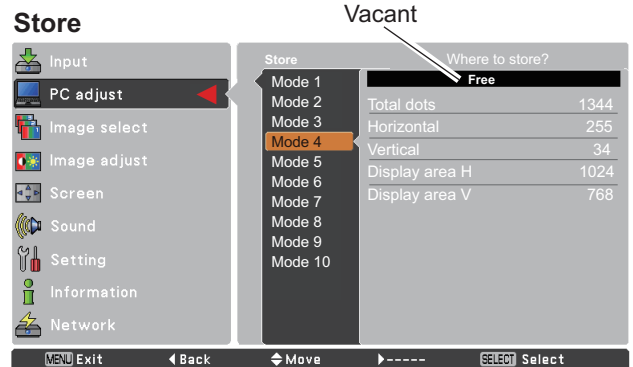 Store
Vacant
Input
PC adjust
Image select
Image adjust
Screen
Sound
Setting
Information
Network
Store
Mode 1
Mode 2
Mode 3
Mode 4
Mode 5
Mode 6
Mode 7
Mode 8
Mode 9
Mode 10
Where to store?
Free
Total dots 1344
Horizontal 255
Vertical 34
Display area H 1024
Display area V 768
MENU Exit ◀Back ⬍Move ▶----- SELECT Select